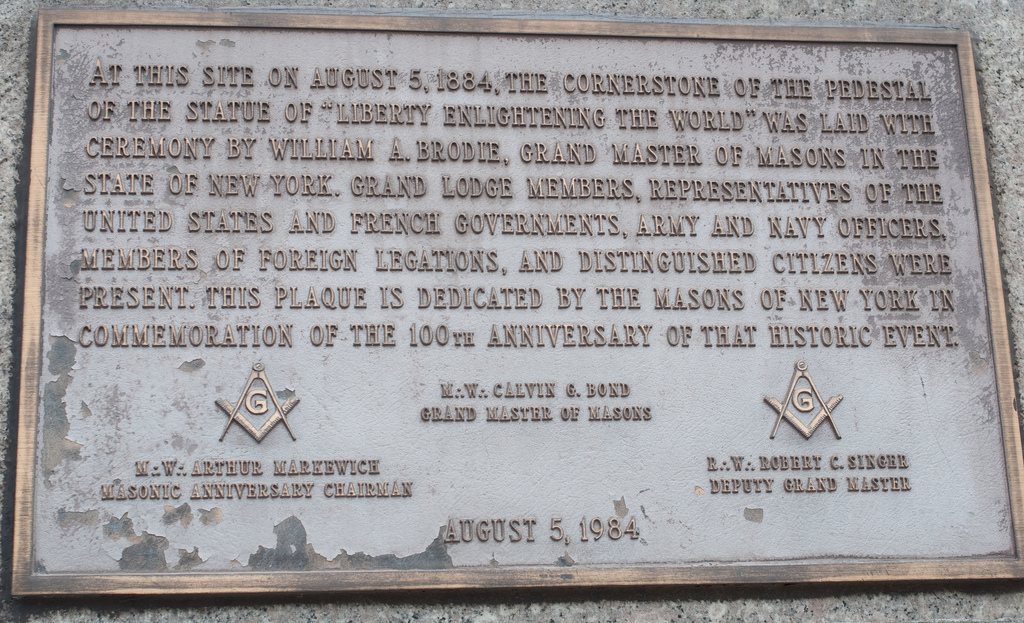 AT THIS SITE ON AUGUST 5, 1884, THE CORNERSTONE OF THE PEDESTAL
OF THE STATUE OF "LIBERTY ENLIGHTENING THE WORLD" WAS LAID WITH
CEREMONY BY WILLIAM A. BRODIE, GRAND MASTER OF MASONS IN THE
STATE OF NEW YORK. GRAND LODGE MEMBERS, REPRESENTATIVES OF THE
UNITED STATES AND FRENCH GOVERNMENTS, ARMY AND NAVY OFFICERS,
MEMBERS OF FOREIGN LEGATIONS, AND DISTINGUISHED CITIZENS WERE
PRESENT. THIS PLAQUE IS DEDICATED BY THE MASONS OF NEW YORK IN
COMMEMORATION OF THE 100TH ANNIVERSARY OF THAT HISTORIC EVENT.
G
M∴W∴ CALVIN G. BOND
GRAND MASTER OF MASONS
G
M∴W∴ ARTHUR MARKEWICH
MASONIC ANNIVERSARY CHAIRMAN
R∴W∴ ROBERT C. SINGER
DEPUTY GRAND MASTER
AUGUST 5, 1984